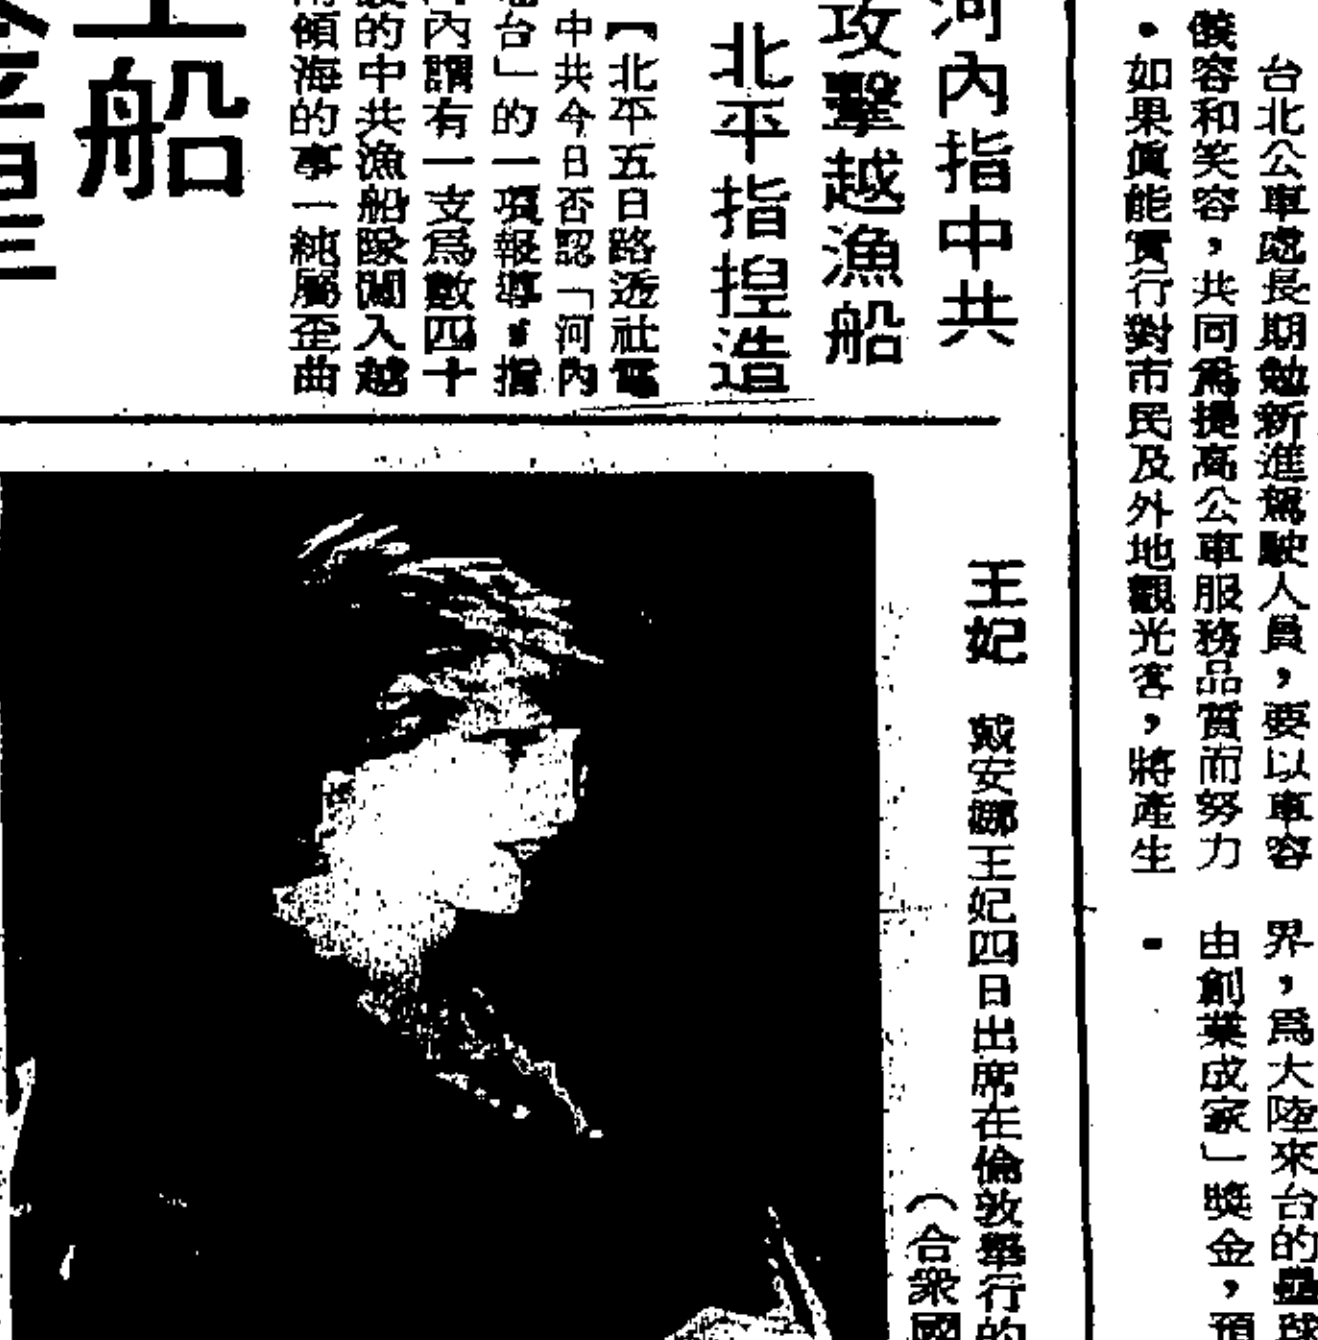 台北公車處長期勉新進駕駛人員，要以車容
儀容和笑容，共同為提高公車服務品質而努力
．如果眞能實行對市民及外地觀光客，將產生
界，爲大陸來台的
由創業成家」獎金，預
河內指中共
攻擊越漁船
北平指捏造
【北平五日路透社電
中共今日否認「河內
台」的一項報導，指
內謂有一支爲數四十
的中共漁船隊闖入越
領海的事一純屬歪曲
船
王妃　戴安娜王妃四日出席在倫敦舉行的
（合衆國